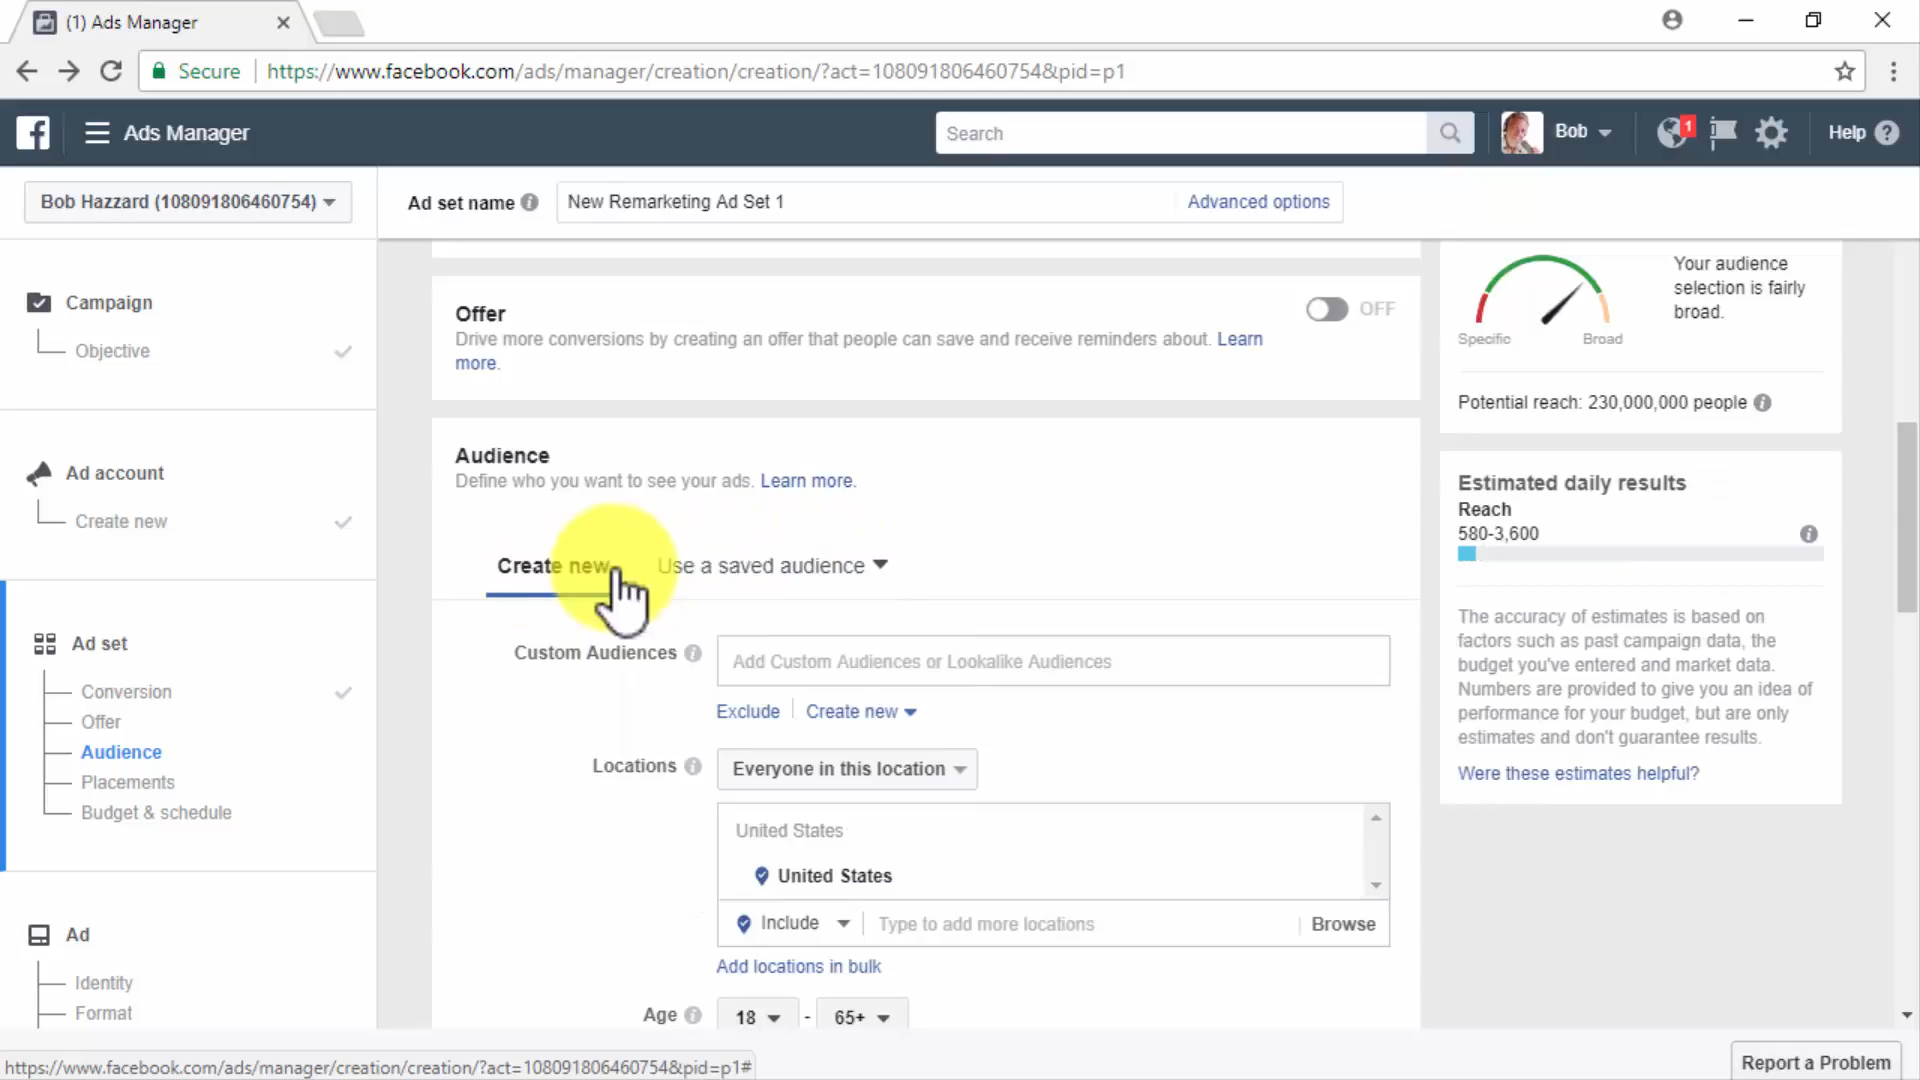 (1) Ads Manager
Secure
https://www.facebook.com/ads/manager/creation/creation/?act=108091806460754&pid=p1
Ads Manager
Search
Bob
1
Help
Bob Hazzard (108091806460754)
Ad set name
New Remarketing Ad Set 1
Advanced options
Campaign
Objective
Ad account
Create new
Ad set
Conversion
Offer
Audience
Placements
Budget & schedule
Ad
Identity
Format
Offer
OFF
Drive more conversions by creating an offer that people can save and receive reminders about. Learn
more.
Audience
Define who you want to see your ads. Learn more.
Create new
Use a saved audience
Custom Audiences
Add Custom Audiences or Lookalike Audiences
Exclude
Create new
Locations
Everyone in this location
United States
United States
Include
Type to add more locations
Browse
Add locations in bulk
Age
18
-
65+
Specific
Broad
Your audience
selection is fairly
broad.
Potential reach: 230,000,000 people
Estimated daily results
Reach
580-3,600
The accuracy of estimates is based on
factors such as past campaign data, the
budget you've entered and market data.
Numbers are provided to give you an idea of
performance for your budget, but are only
estimates and don't guarantee results.
Were these estimates helpful?
https://www.facebook.com/ads/manager/creation/creation/?act=108091806460754&pid=p1#
Report a Problem